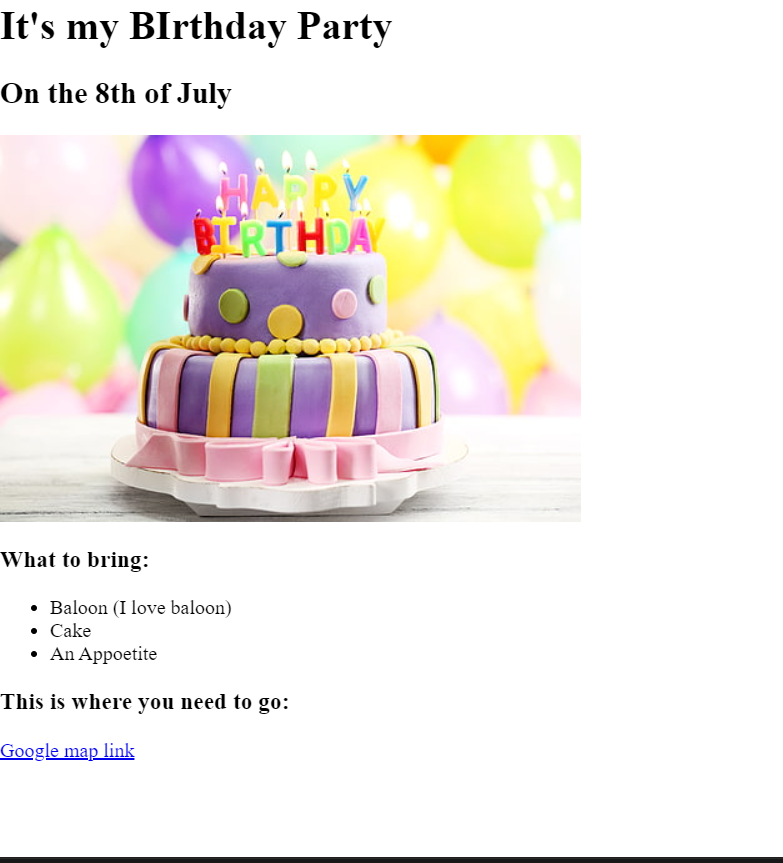 It's my BIrthday Party
On the 8th of July
HAPPY
BIRTHDAY
What to bring:
Baloon (I love baloon)
Cake
An Appoetite
This is where you need to go:
Google map link